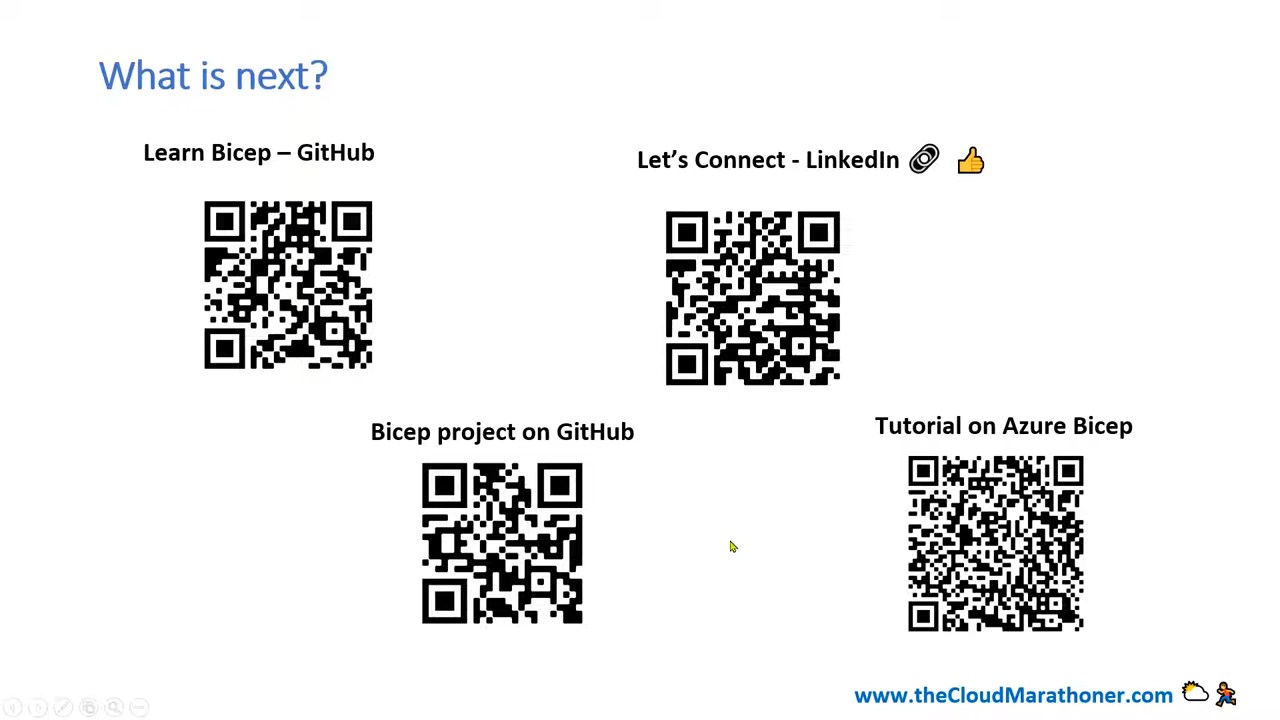 What is next?
Learn Bicep – GitHub
Let’s Connect - LinkedIn 🔗 👍
Bicep project on GitHub
Tutorial on Azure Bicep
www.theCloudMarathoner.com ⛅🏃